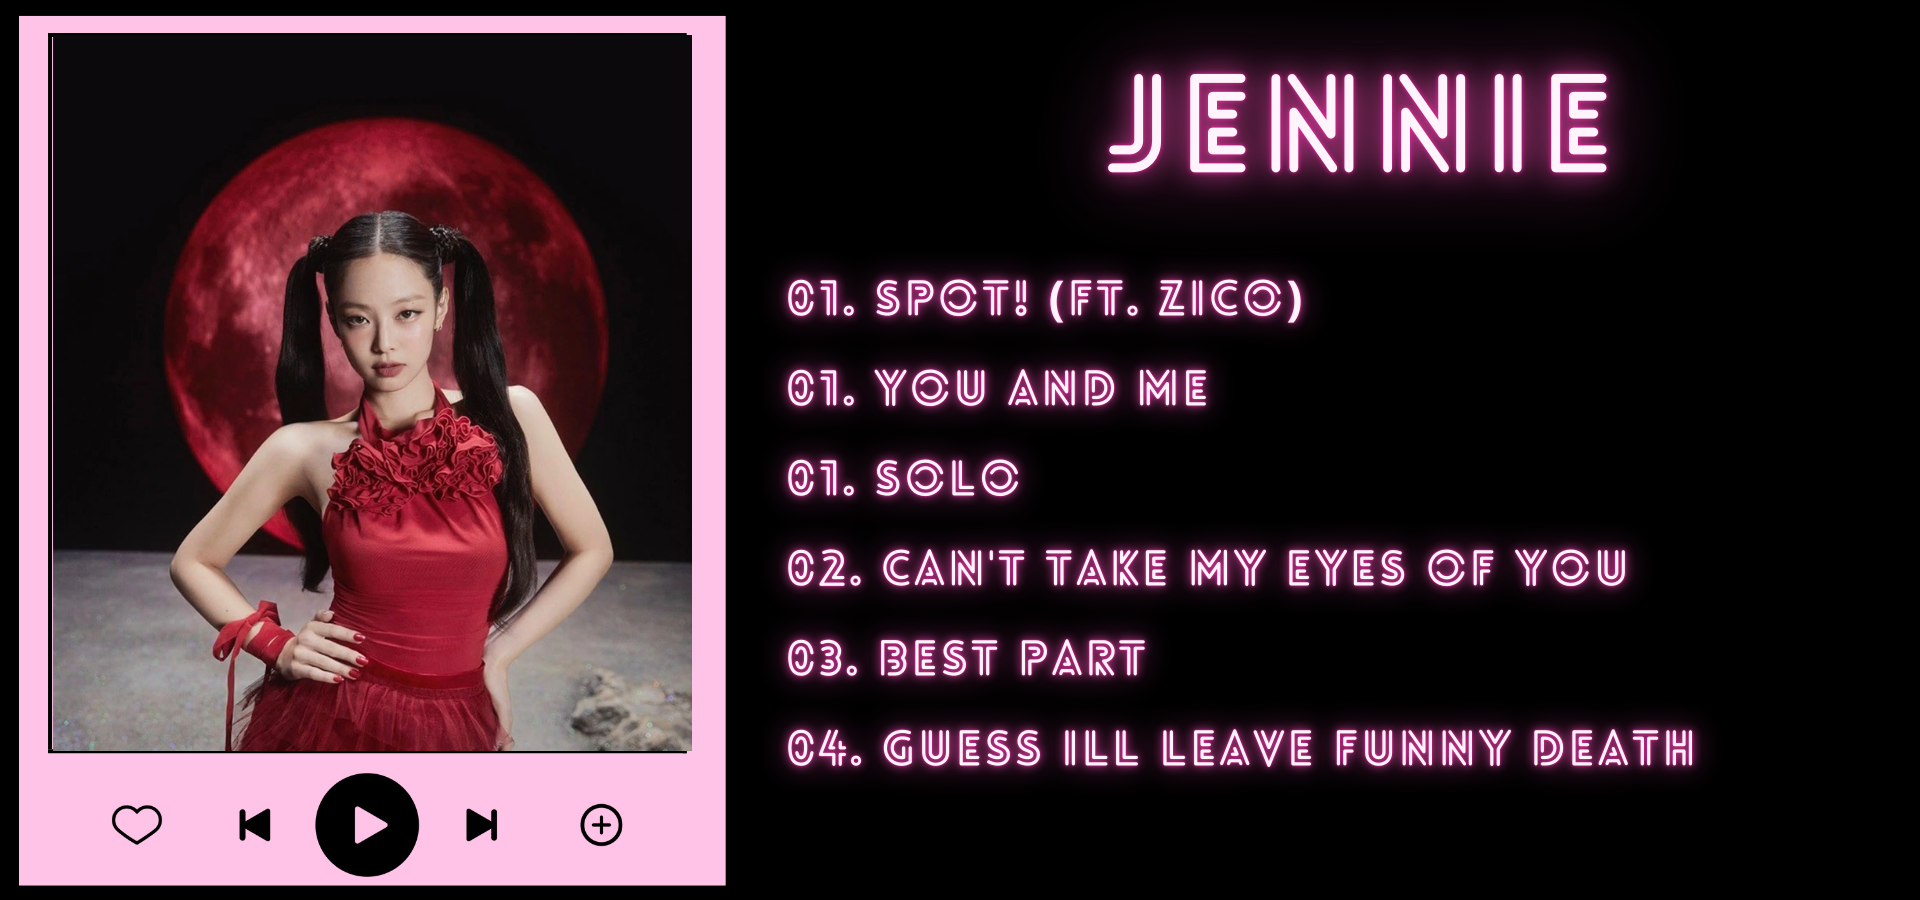 JENNIE
01. SPOT! (FT. ZICO)
01. YOU AND ME
01. SOLO
02. CAN'T TAKE MY EYES OF YOU
03. BEST PART
04. GUESS ILL LEAVE FUNNY DEATH